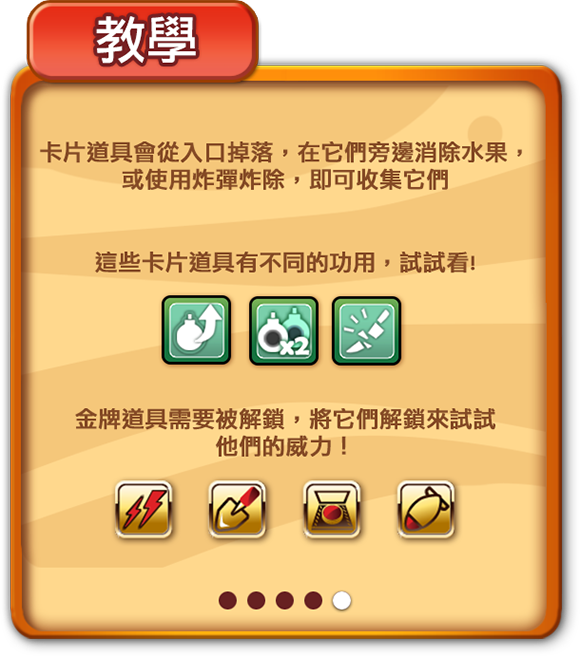 教學
卡片道具會從入口掉落，在它們旁邊消除水果，
或使用炸彈炸除，即可收集它們
這些卡片道具有不同的功用，試試看!
x2
金牌道具需要被解鎖，將它們解鎖來試試
他們的威力！